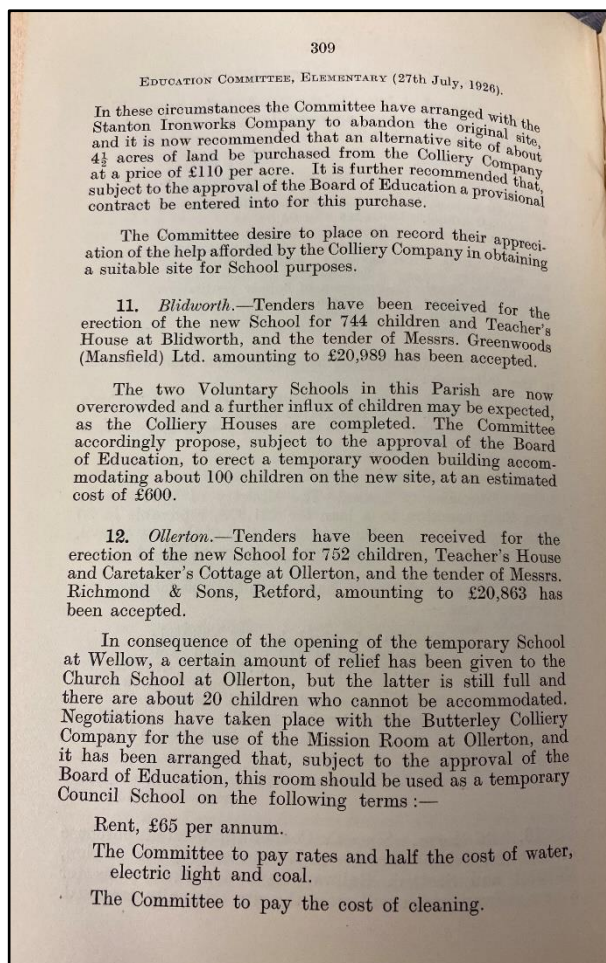 309
EDUCATION COMMITTEE, ELEMENTARY (27th July, 1926).
In these circumstances the Committee have arranged with the
Stanton Ironworks Company to abandon the original site,
and it is now recommended that an alternative site of about
4½ acres of land be purchased from the Colliery Company
at a price of £110 per acre. It is further recommended that,
subject to the approval of the Board of Education a provisional
contract be entered into for this purchase.
The Committee desire to place on record their appreci-
ation of the help afforded by the Colliery Company in obtaining
a suitable site for School purposes.
11. Blidworth.—Tenders have been received for the
erection of the new School for 744 children and Teacher's
House at Blidworth, and the tender of Messrs. Greenwoods
(Mansfield) Ltd. amounting to £20,989 has been accepted.
The two Voluntary Schools in this Parish are now
overcrowded and a further influx of children may be expected,
as the Colliery Houses are completed. The Committee
accordingly propose, subject to the approval of the Board
of Education, to erect a temporary wooden building accom-
modating about 100 children on the new site, at an estimated
cost of £600.
12. Ollerton.—Tenders have been received for the
erection of the new School for 752 children, Teacher's House
and Caretaker's Cottage at Ollerton, and the tender of Messrs.
Richmond & Sons, Retford, amounting to £20,863 has
been accepted.
In consequence of the opening of the temporary School
at Wellow, a certain amount of relief has been given to the
Church School at Ollerton, but the latter is still full and
there are about 20 children who cannot be accommodated.
Negotiations have taken place with the Butterley Colliery
Company for the use of the Mission Room at Ollerton, and
it has been arranged that, subject to the approval of the
Board of Education, this room should be used as a temporary
Council School on the following terms :—
Rent, £65 per annum.
The Committee to pay rates and half the cost of water,
electric light and coal.
The Committee to pay the cost of cleaning.